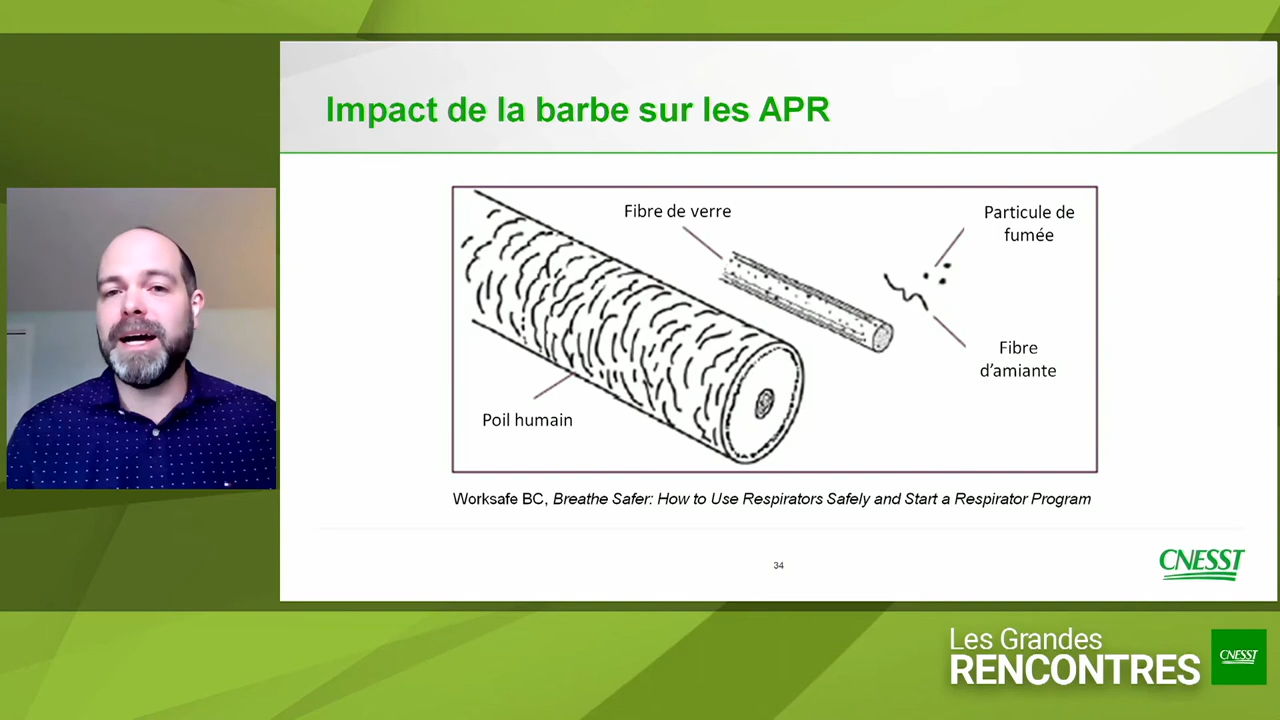 Impact de la barbe sur les APR
Fibre de verre
Particule de
fumée
Fibre
d'amiante
Poil humain
Worksafe BC, Breathe Safer: How to Use Respirators Safely and Start a Respirator Program
34
CNESST
Les Grandes
RENCONTRES
CNESST